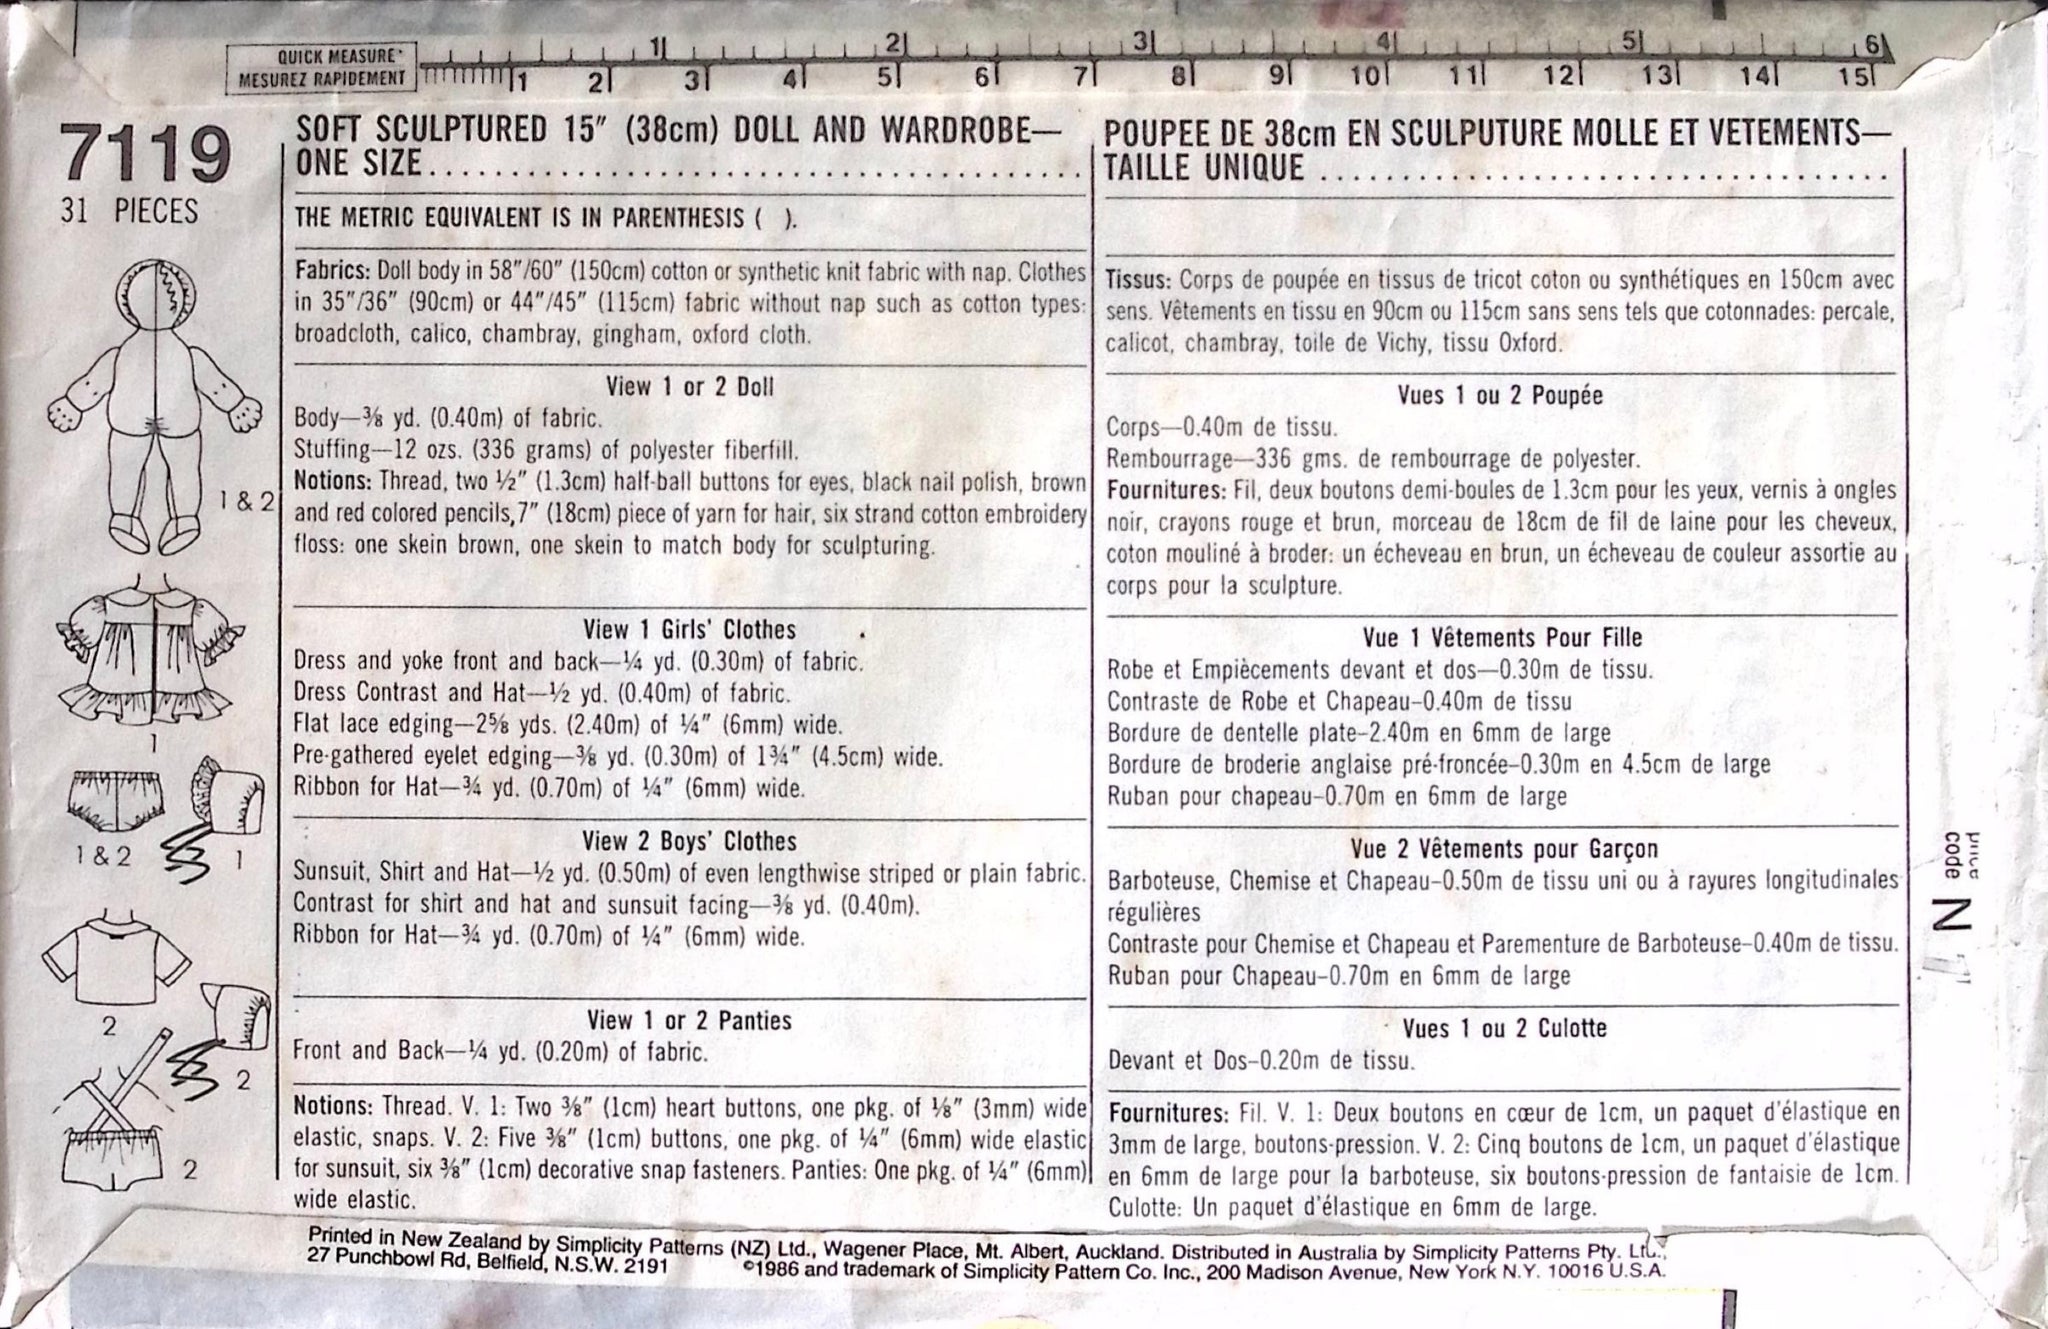 QUICK MEASURE*
MESUREZ RAPIDEMENT
1 2 3 4 5 6
1 2 3 4 5 6 7 8 9 10 11 12 13 14 15
7119
31 PIECES
1 & 2
1
1 & 2
1
2
2
2
SOFT SCULPTURED 15" (38cm) DOLL AND WARDROBE—
ONE SIZE........................................
THE METRIC EQUIVALENT IS IN PARENTHESIS ( ).
Fabrics: Doll body in 58"/60" (150cm) cotton or synthetic knit fabric with nap. Clothes
in 35"/36" (90cm) or 44"/45" (115cm) fabric without nap such as cotton types:
broadcloth, calico, chambray, gingham, oxford cloth.
View 1 or 2 Doll
Body—⅜ yd. (0.40m) of fabric.
Stuffing—12 ozs. (336 grams) of polyester fiberfill.
Notions: Thread, two ½" (1.3cm) half-ball buttons for eyes, black nail polish, brown
and red colored pencils,7" (18cm) piece of yarn for hair, six strand cotton embroidery
floss: one skein brown, one skein to match body for sculpturing.
View 1 Girls' Clothes
Dress and yoke front and back—¼ yd. (0.30m) of fabric.
Dress Contrast and Hat—½ yd. (0.40m) of fabric.
Flat lace edging—2⅝ yds. (2.40m) of ¼" (6mm) wide.
Pre-gathered eyelet edging—⅜ yd. (0.30m) of 1¾" (4.5cm) wide.
Ribbon for Hat—¾ yd. (0.70m) of ¼" (6mm) wide.
View 2 Boys' Clothes
Sunsuit, Shirt and Hat—½ yd. (0.50m) of even lengthwise striped or plain fabric.
Contrast for shirt and hat and sunsuit facing—⅜ yd. (0.40m).
Ribbon for Hat—¾ yd. (0.70m) of ¼" (6mm) wide.
View 1 or 2 Panties
Front and Back—¼ yd. (0.20m) of fabric.
Notions: Thread. V. 1: Two ⅜" (1cm) heart buttons, one pkg. of ⅛" (3mm) wide
elastic, snaps. V. 2: Five ⅜" (1cm) buttons, one pkg. of ¼" (6mm) wide elastic
for sunsuit, six ⅜" (1cm) decorative snap fasteners. Panties: One pkg. of ¼" (6mm)
wide elastic.
POUPEE DE 38cm EN SCULPUTURE MOLLE ET VETEMENTS—
TAILLE UNIQUE ...................................
Tissus: Corps de poupée en tissus de tricot coton ou synthétiques en 150cm avec
sens. Vêtements en tissu en 90cm ou 115cm sans sens tels que cotonnades: percale,
calicot, chambray, toile de Vichy, tissu Oxford.
Vues 1 ou 2 Poupée
Corps—0.40m de tissu.
Rembourrage—336 gms. de rembourrage de polyester.
Fournitures: Fil, deux boutons demi-boules de 1.3cm pour les yeux, vernis à ongles
noir, crayons rouge et brun, morceau de 18cm de fil de laine pour les cheveux,
coton mouliné à broder: un écheveau en brun, un écheveau de couleur assortie au
corps pour la sculpture.
Vue 1 Vêtements Pour Fille
Robe et Empiècements devant et dos—0.30m de tissu.
Contraste de Robe et Chapeau–0.40m de tissu
Bordure de dentelle plate–2.40m en 6mm de large
Bordure de broderie anglaise pré-froncée–0.30m en 4.5cm de large
Ruban pour chapeau–0.70m en 6mm de large
Vue 2 Vêtements pour Garçon
Barboteuse, Chemise et Chapeau–0.50m de tissu uni ou à rayures longitudinales
régulières
Contraste pour Chemise et Chapeau et Parementure de Barboteuse–0.40m de tissu.
Ruban pour Chapeau–0.70m en 6mm de large
Vues 1 ou 2 Culotte
Devant et Dos–0.20m de tissu.
Fournitures: Fil. V. 1: Deux boutons en cœur de 1cm, un paquet d'élastique en
3mm de large, boutons-pression. V. 2: Cinq boutons de 1cm, un paquet d'élastique
en 6mm de large pour la barboteuse, six boutons-pression de fantaisie de 1cm.
Culotte: Un paquet d'élastique en 6mm de large.
code N
Printed in New Zealand by Simplicity Patterns (NZ) Ltd., Wagener Place, Mt. Albert, Auckland. Distributed in Australia by Simplicity Patterns Pty. Ltd.,
27 Punchbowl Rd, Belfield, N.S.W. 2191 ©1986 and trademark of Simplicity Pattern Co. Inc., 200 Madison Avenue, New York N.Y. 10016 U.S.A.